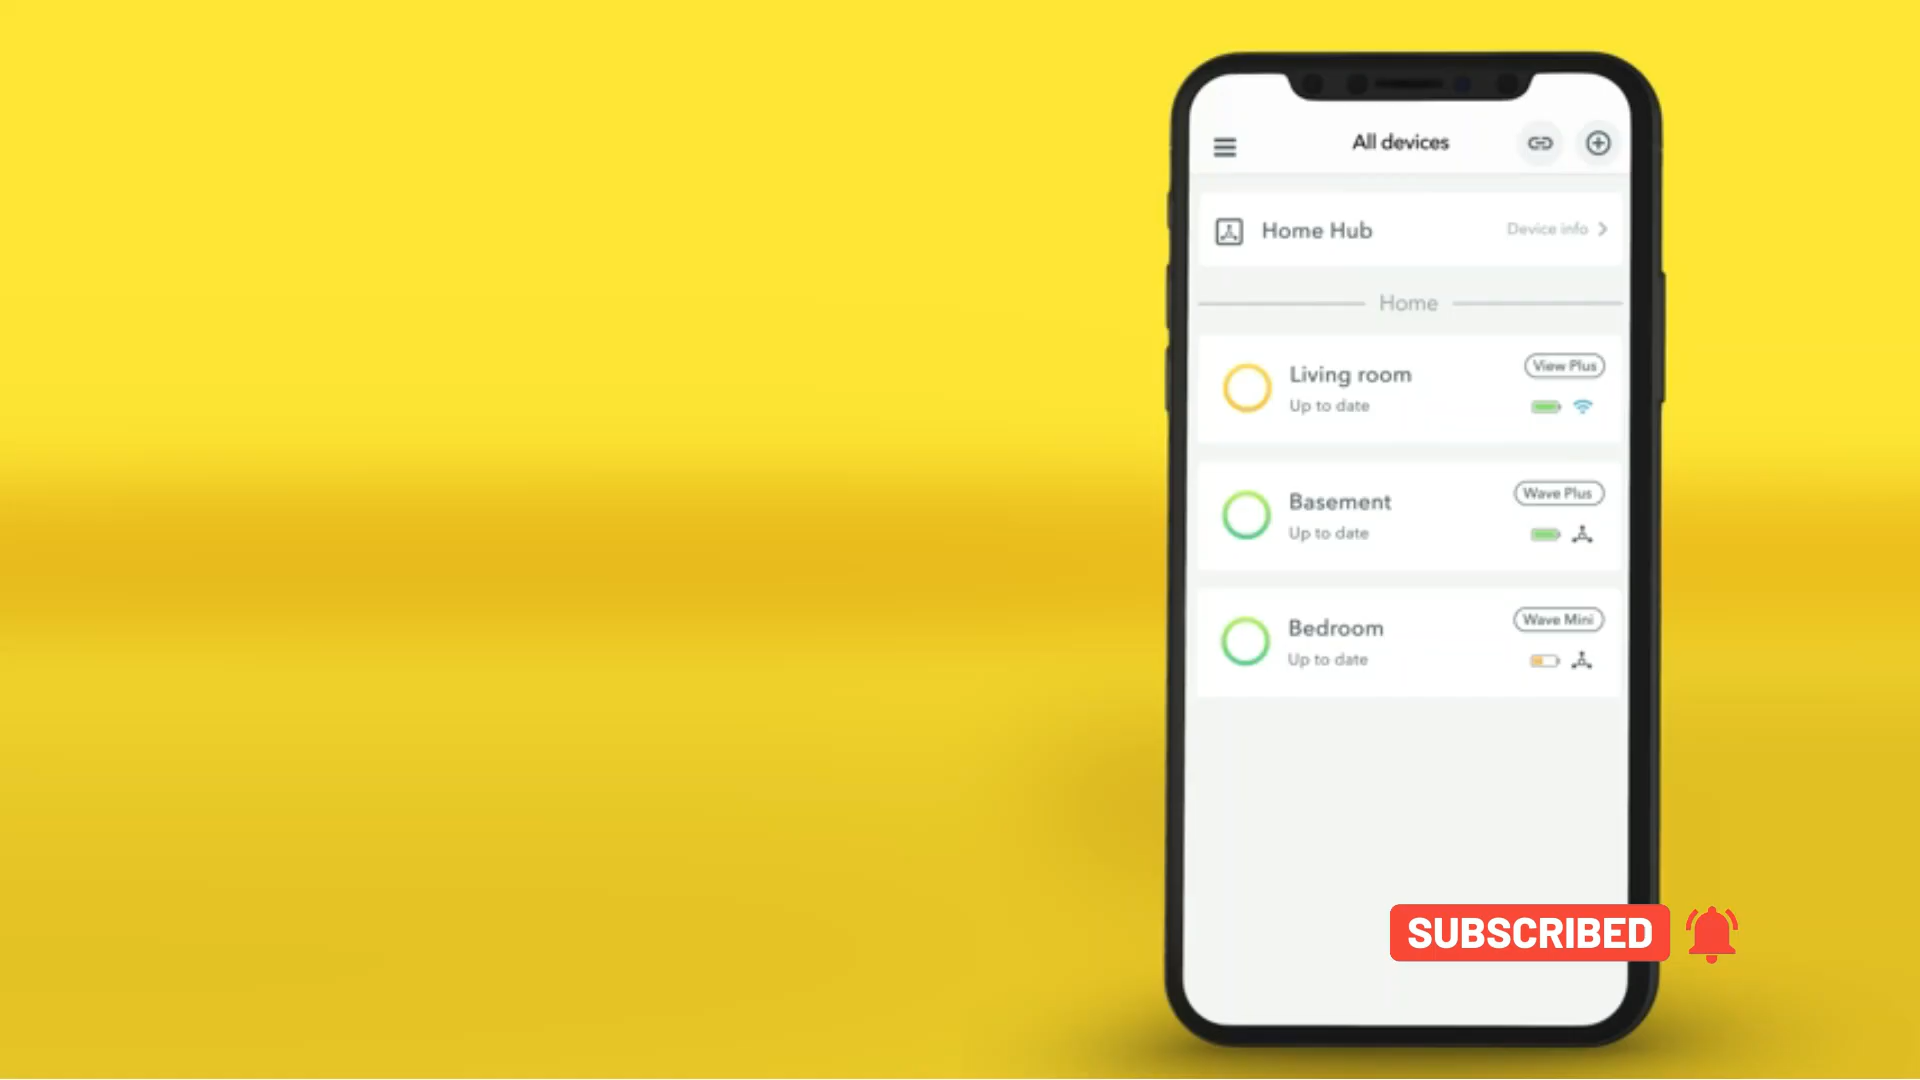 All devices
Home Hub
Device info
Home
Living room
View Plus
Up to date
Basement
Wave Plus
Up to date
Bedroom
Wave Mini
Up to date
SUBSCRIBED